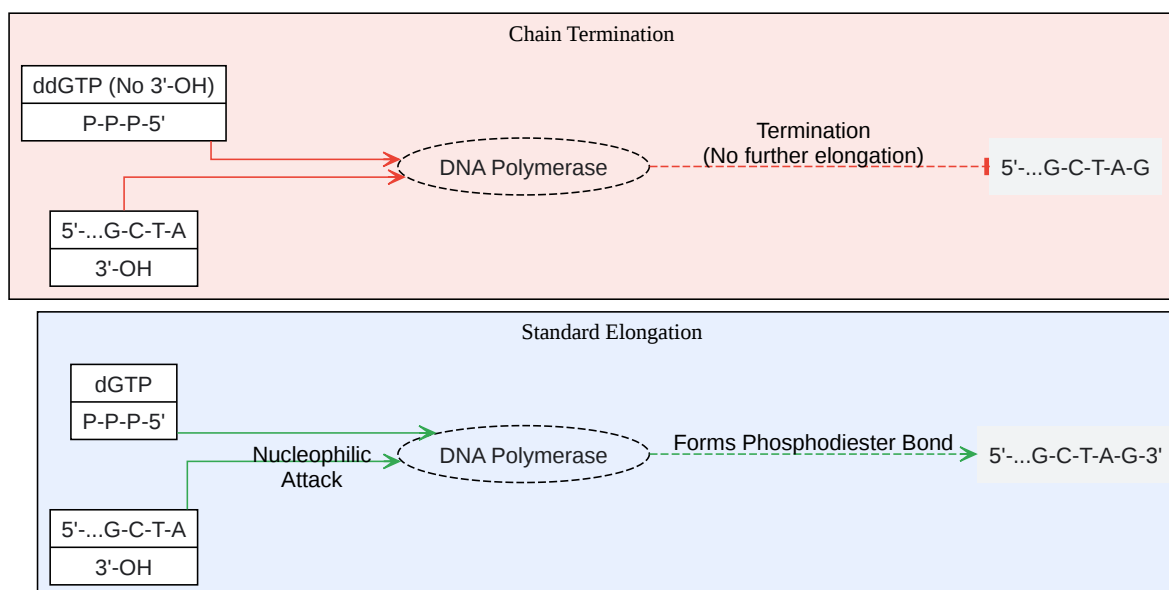 Chain Termination
ddGTP (No 3'-OH)
P-P-P-5'
DNA Polymerase
Termination
(No further elongation)
5'-...G-C-T-A-G
5'-...G-C-T-A
3'-OH
Standard Elongation
dGTP
P-P-P-5'
Nucleophilic
Attack
DNA Polymerase
Forms Phosphodiester Bond
5'-...G-C-T-A-G-3'
5'-...G-C-T-A
3'-OH